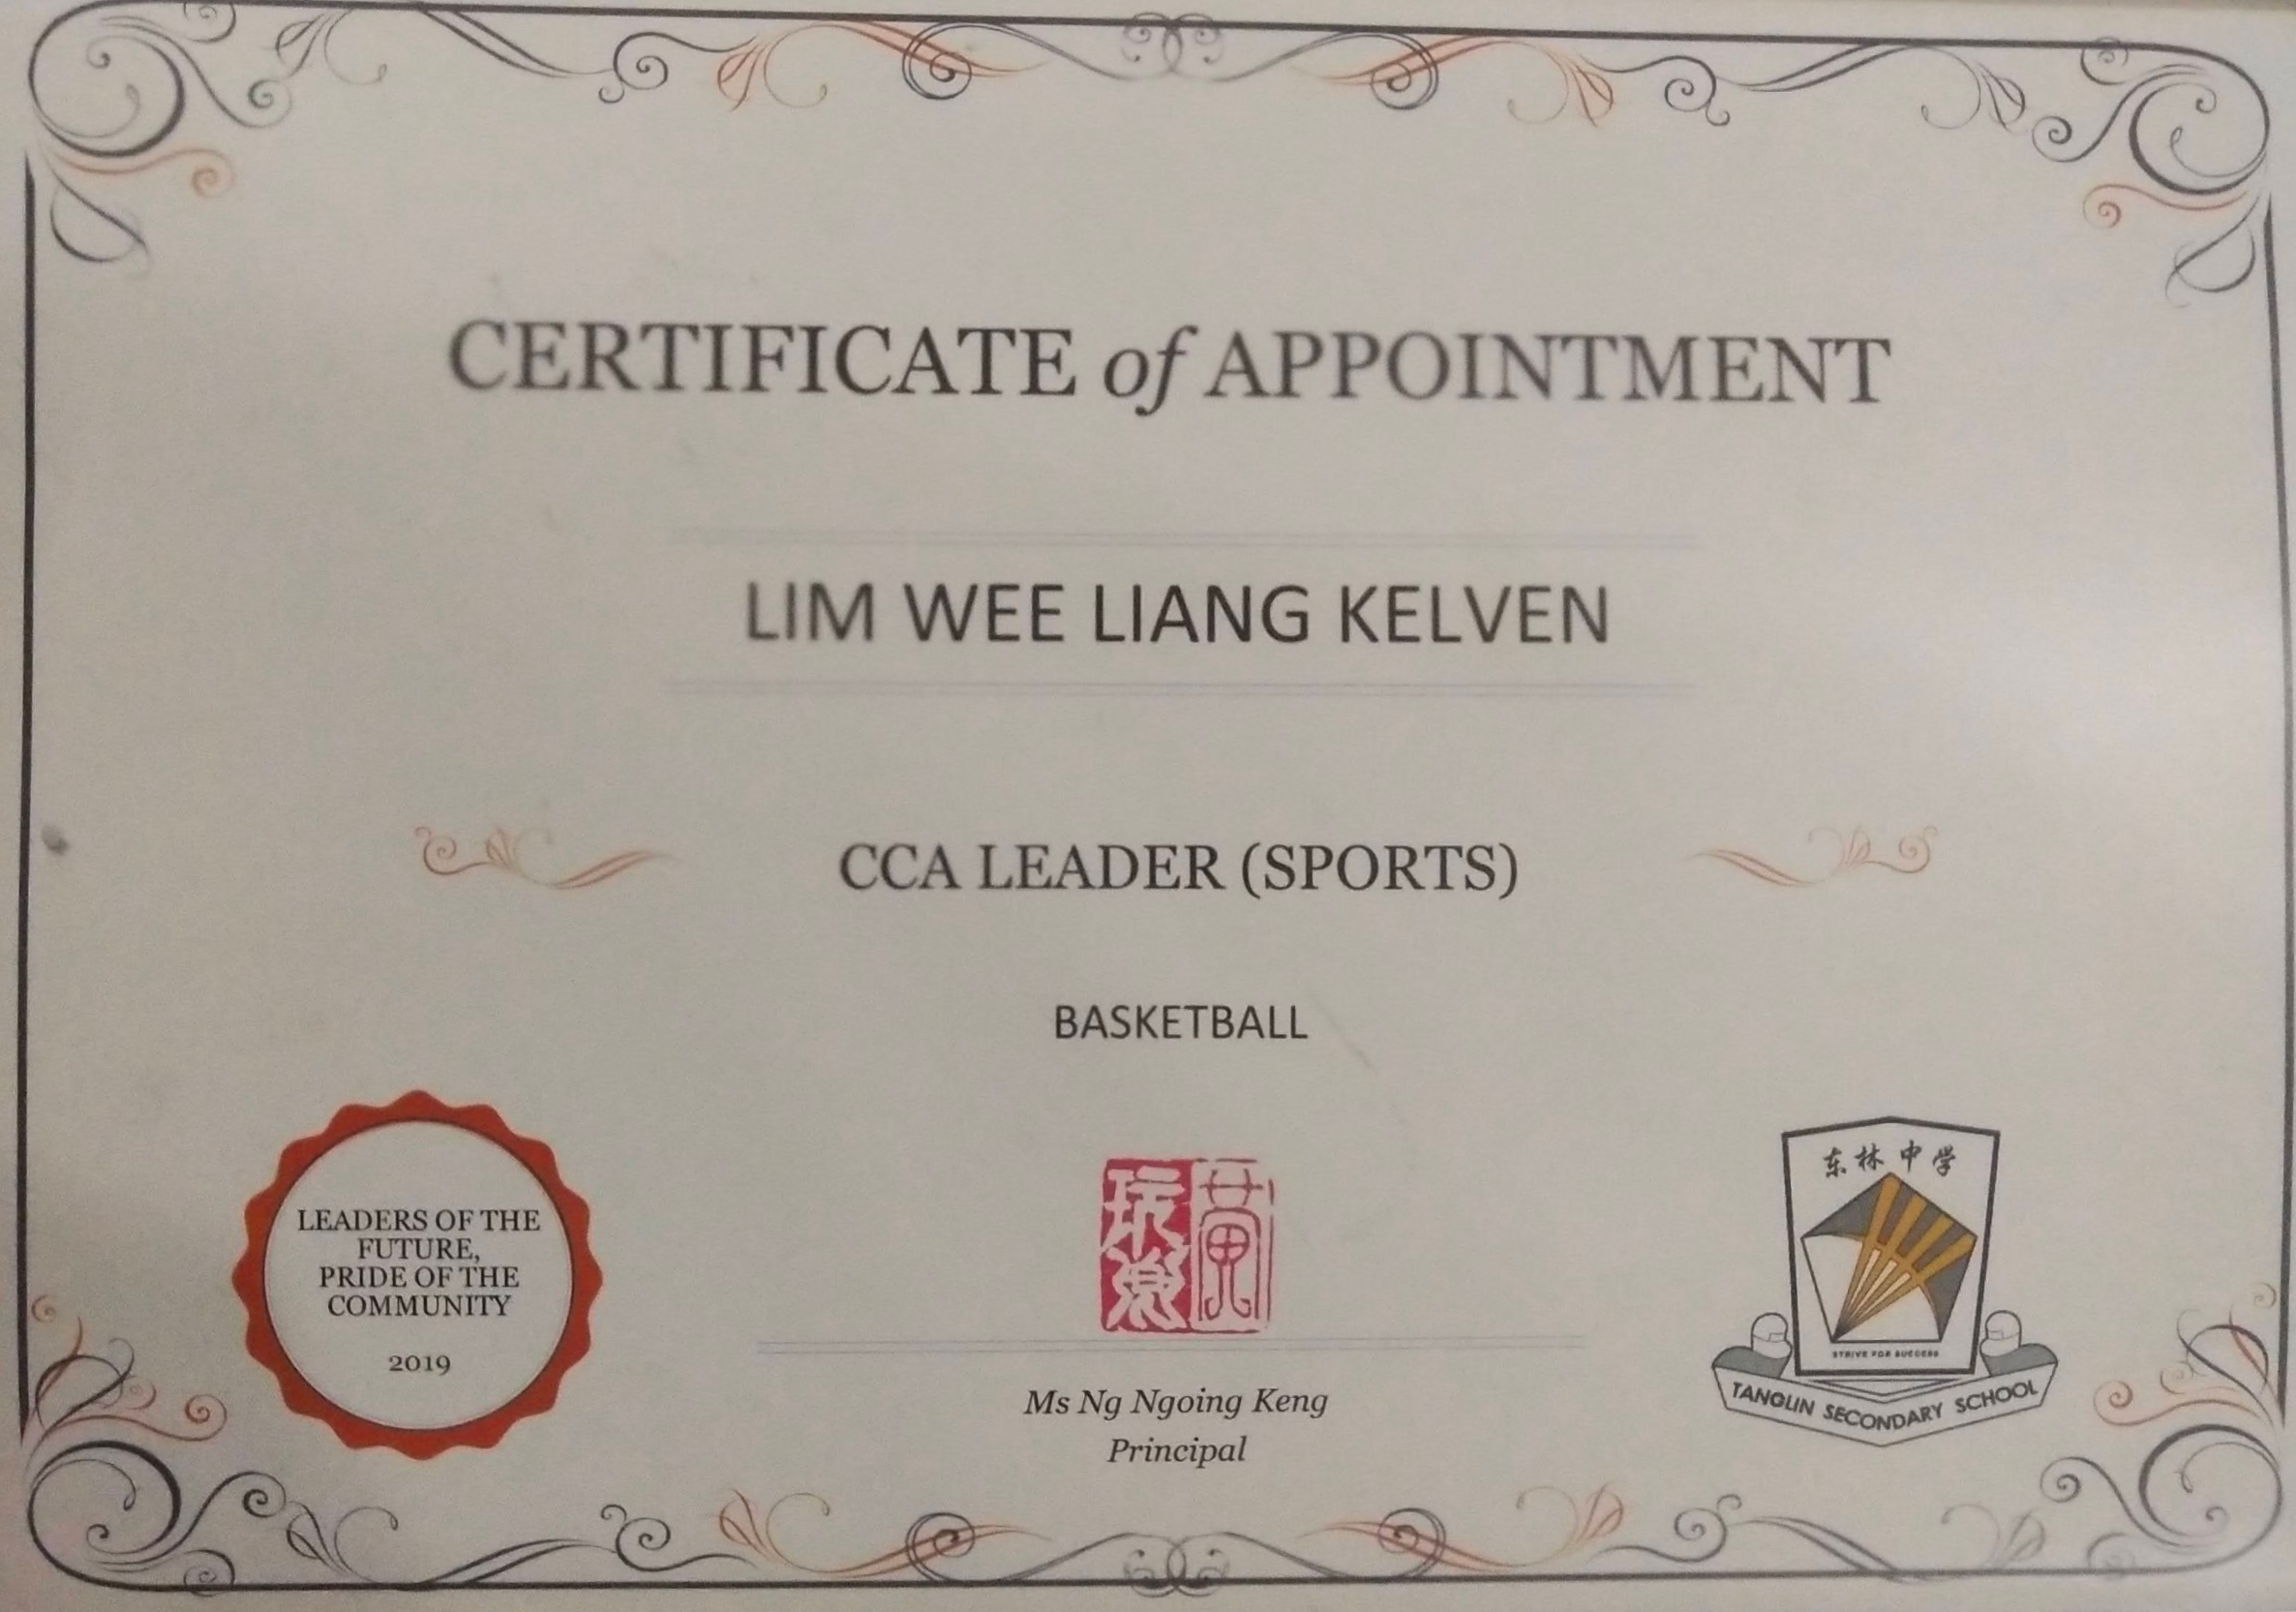 CERTIFICATE of APPOINTMENT
LIM WEE LIANG KELVEN
CCA LEADER (SPORTS)
BASKETBALL
LEADERS OF THE
FUTURE,
PRIDE OF THE
COMMUNITY
2019
Ms Ng Ngoing Keng
Principal
东林中学
STRIVE FOR SUCCESS
TANGLIN SECONDARY SCHOOL